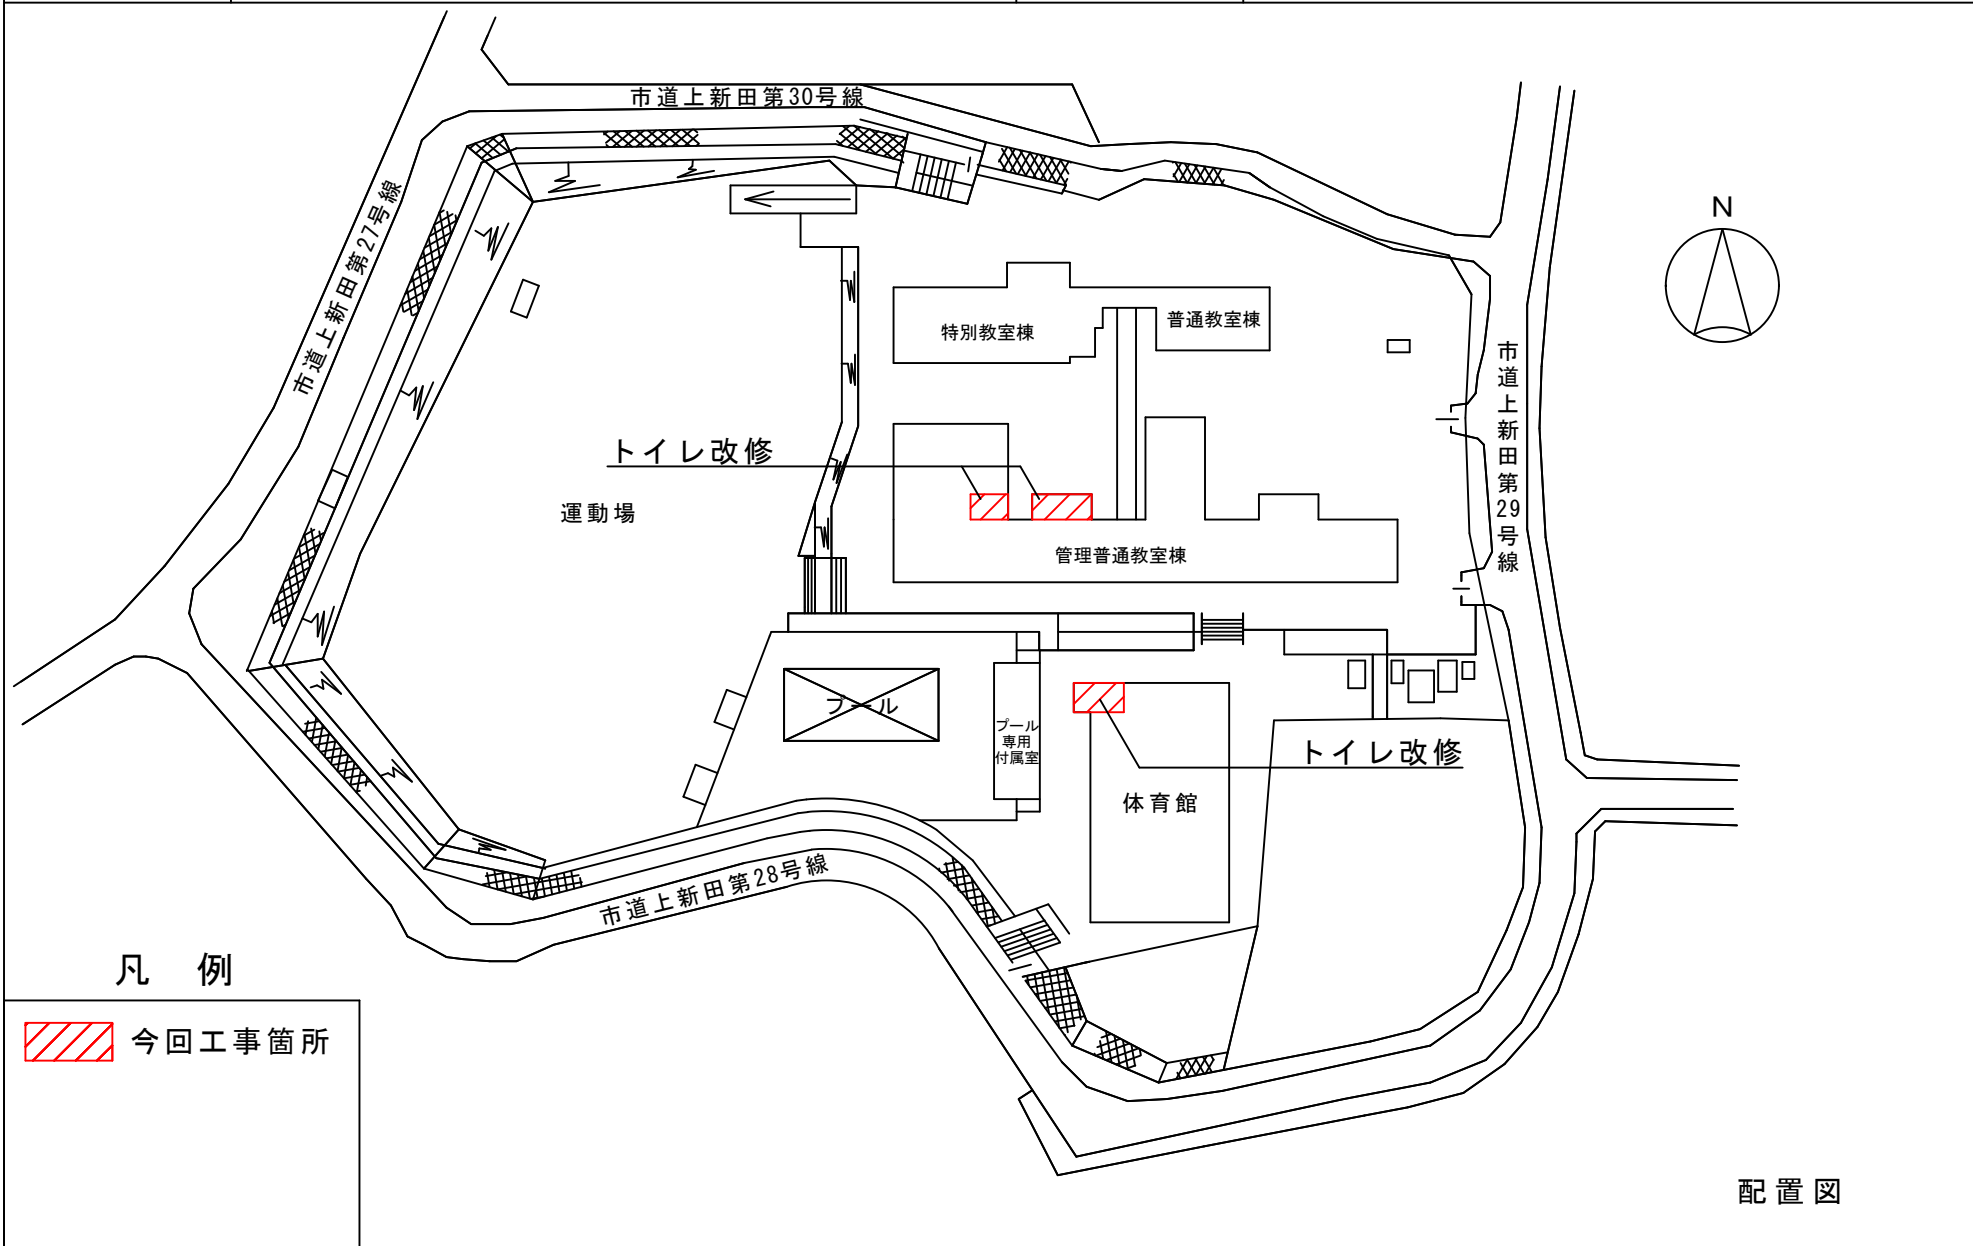 市道上新田第30号線
市道上新田第27号線
N
特別教室棟
普通教室棟
市道上新田第29号線
トイレ改修
運動場
管理普通教室棟
プール
プール
専用
付属室
トイレ改修
体育館
市道上新田第28号線
凡 例
今回工事箇所
配置図